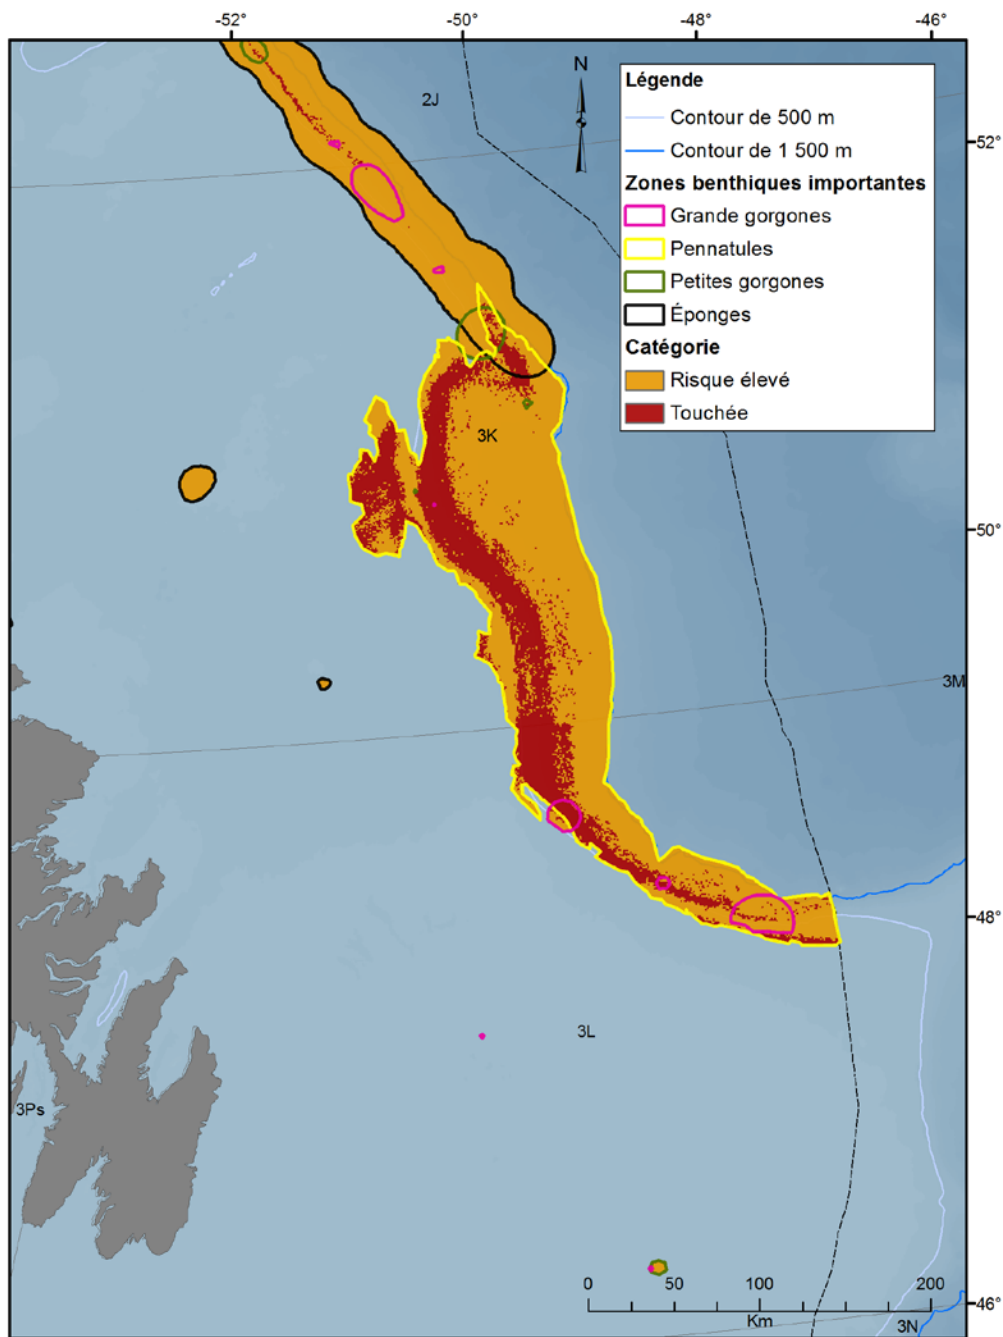 -52°
-50°
-48°
-46°
N
2J
Légende
Contour de 500 m
Contour de 1 500 m
Zones benthiques importantes
Grande gorgones
Pennatules
Petites gorgones
Éponges
Catégorie
Risque élevé
Touchée
52°
3K
50°
3M
48°
3L
3Ps
0 50 100 200
Km
46°
3N